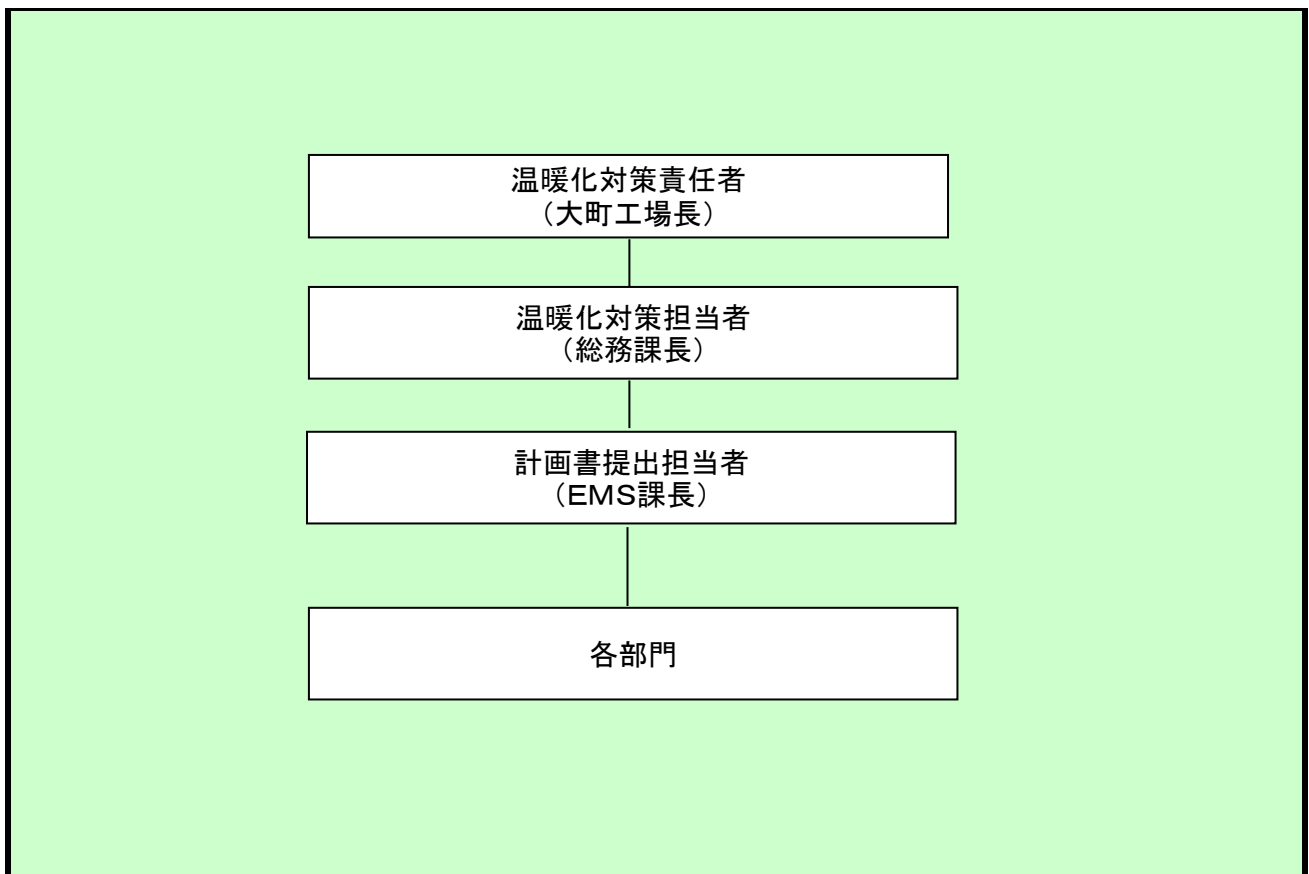 温暖化対策責任者
（大町工場長）
温暖化対策担当者
（総務課長）
計画書提出担当者
（ＥＭＳ課長）
各部門